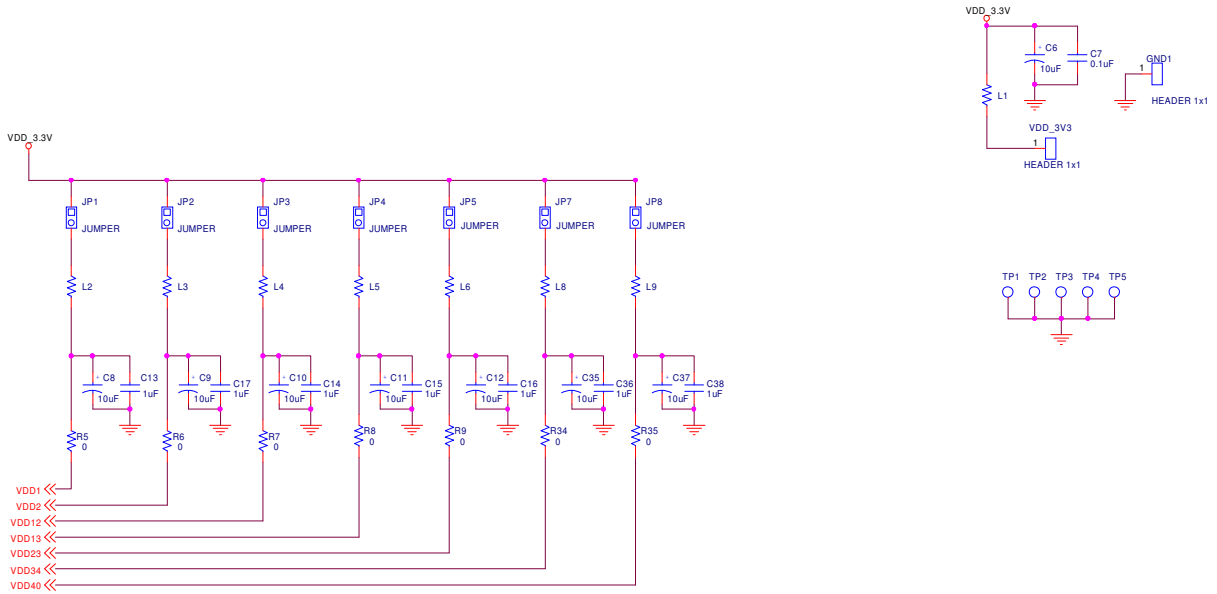 VDD_3.3V
C6
10uF
C7
0.1uF
GND1
1
HEADER 1x1
L1
VDD_3V3
1
HEADER 1x1
VDD_3.3V
JP1
JUMPER
JP2
JUMPER
JP3
JUMPER
JP4
JUMPER
JP5
JUMPER
JP7
JUMPER
JP8
JUMPER
L2
L3
L4
L5
L6
L8
L9
TP1
TP2
TP3
TP4
TP5
+
C8
10uF
C13
1uF
+
C9
10uF
C17
1uF
+
C10
10uF
C14
1uF
+
C11
10uF
C15
1uF
+
C12
10uF
C16
1uF
+
C35
10uF
C36
1uF
+
C37
10uF
C38
1uF
R5
0
R6
0
R7
0
R8
0
R9
0
R34
0
R35
0
VDD1
VDD2
VDD12
VDD13
VDD23
VDD34
VDD40